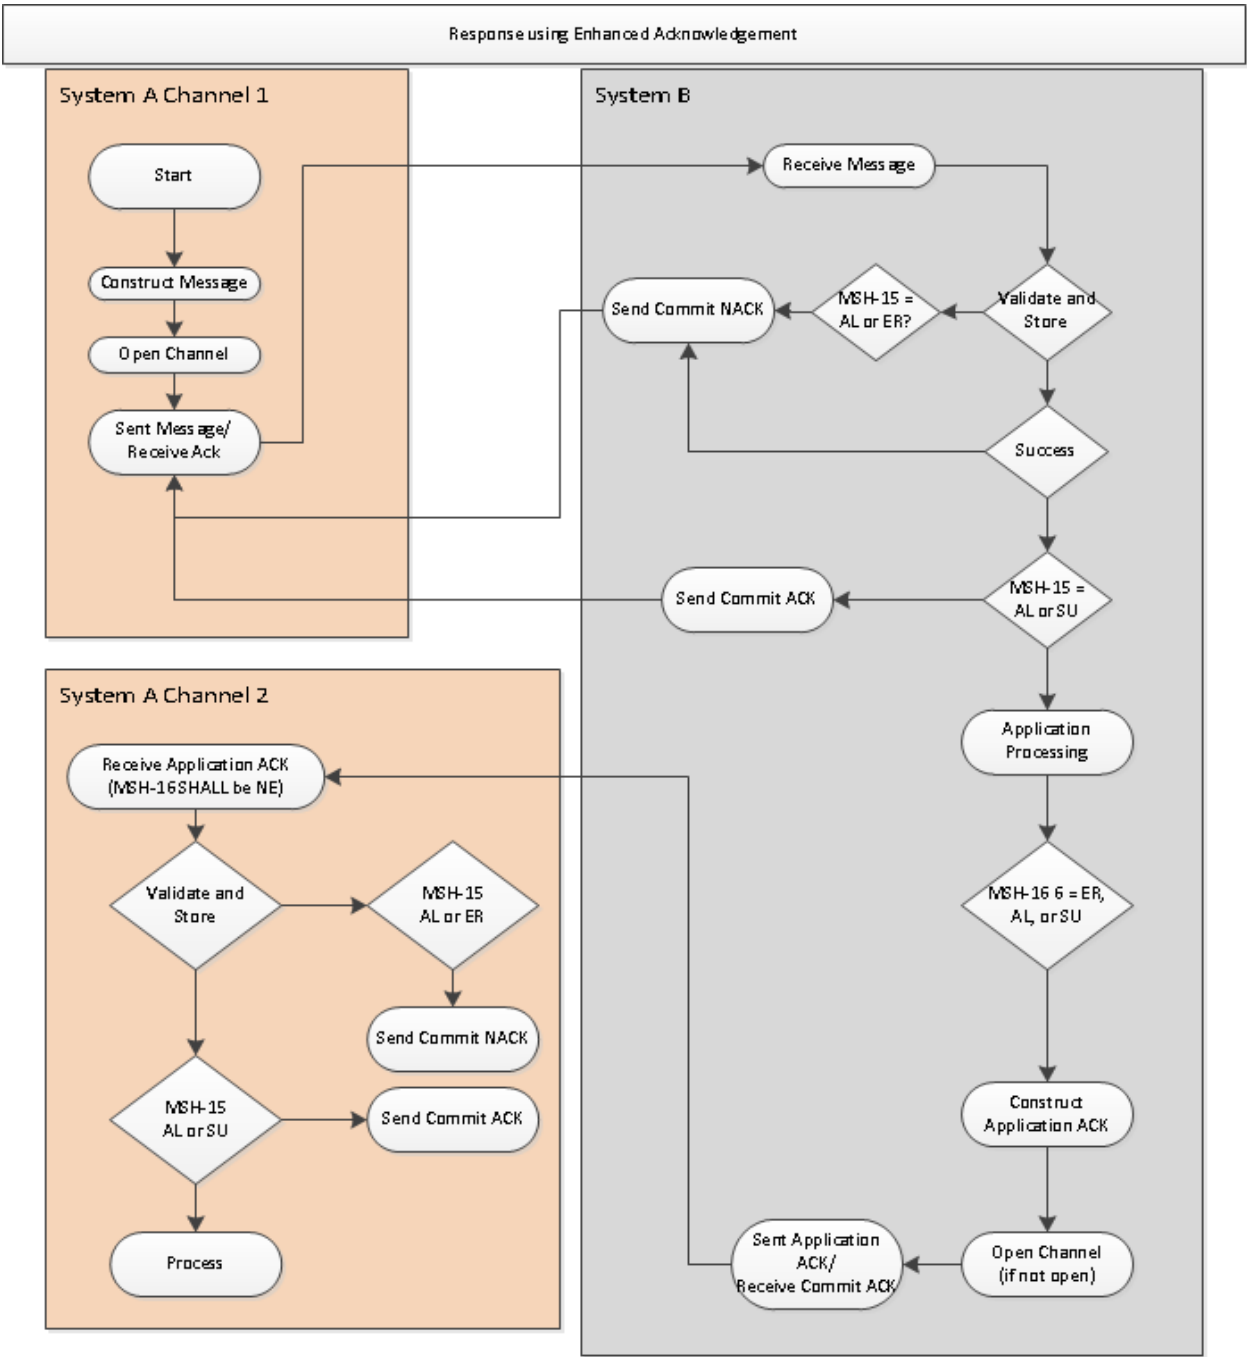 Response using Enhanced Acknowledgement
System A Channel 1
Start
Construct Message
Open Channel
Sent Message/
Receive Ack
System B
Receive Message
Validate and
Store
MSH-15 =
AL or ER?
Send Commit NACK
Success
MSH-15 =
AL or SU
Send Commit ACK
Application
Processing
MSH-16 6 = ER,
AL, or SU
Construct
Application ACK
Open Channel
(if not open)
Sent Application
ACK/
Receive Commit ACK
System A Channel 2
Receive Application ACK
(MSH-16 SHALL be NE)
Validate and
Store
MSH-15
AL or ER
Send Commit NACK
MSH-15
AL or SU
Send Commit ACK
Process